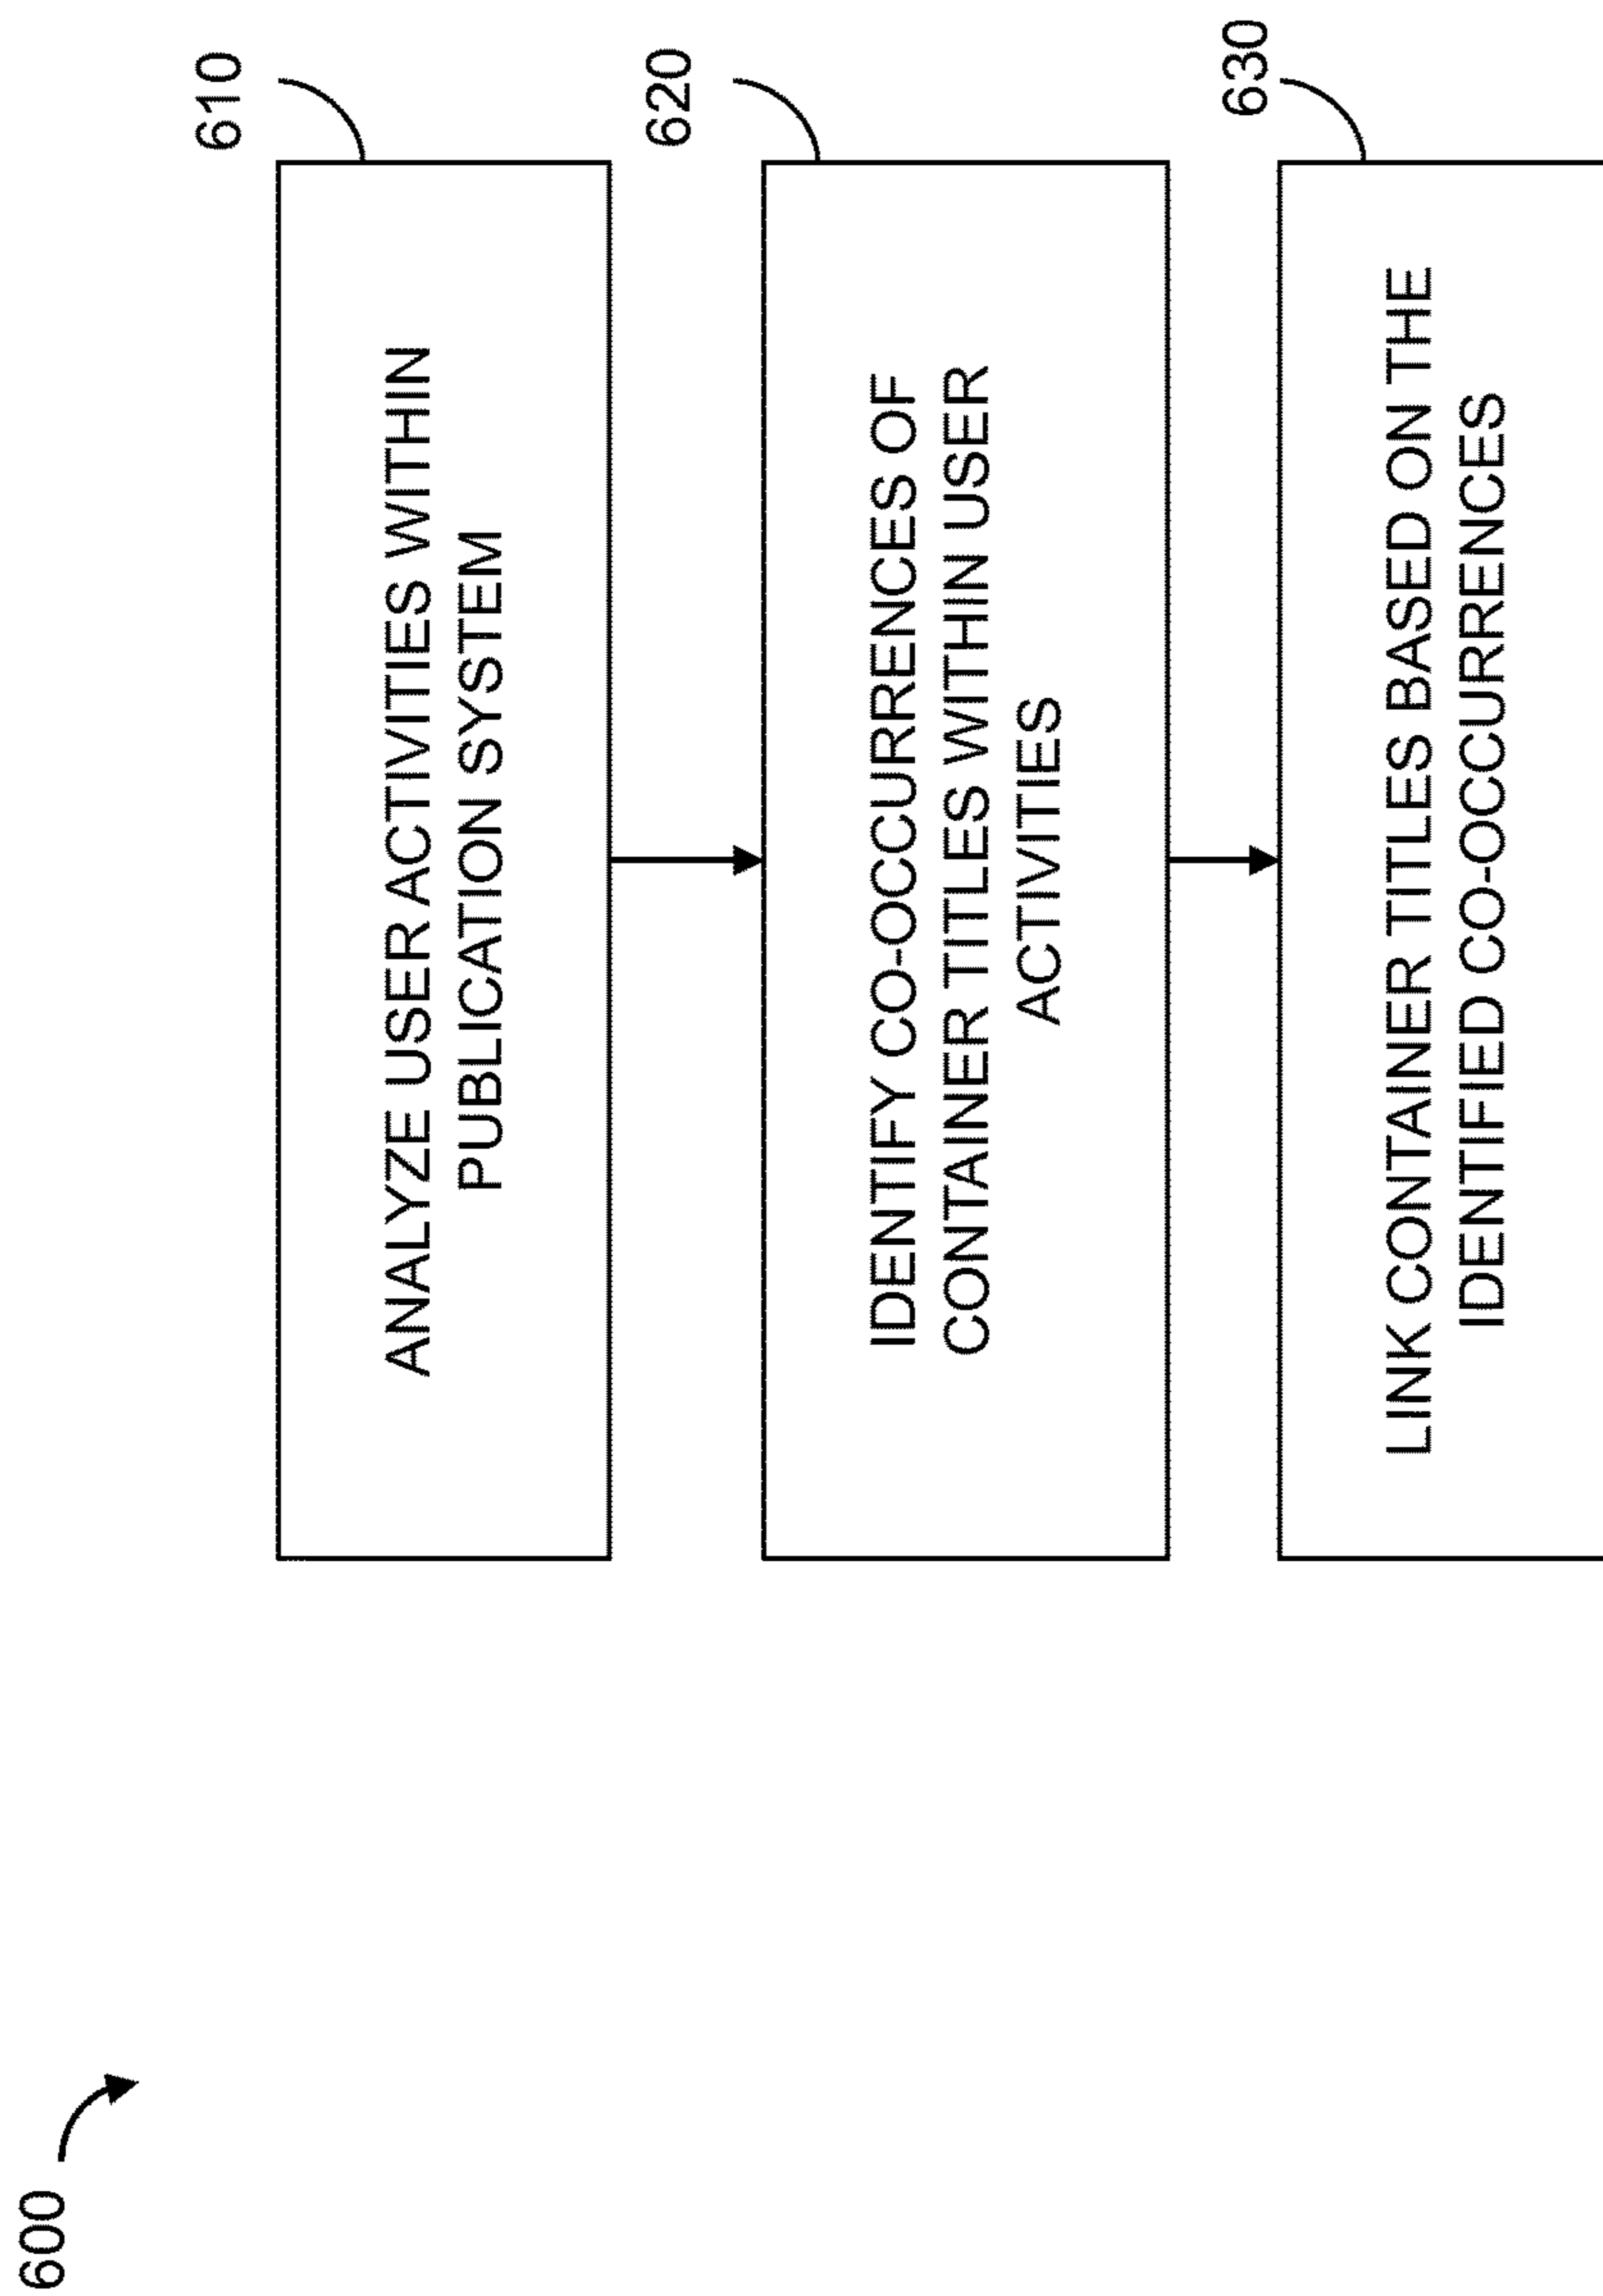 600
610
ANALYZE USER ACTIVITIES WITHIN
PUBLICATION SYSTEM
620
IDENTIFY CO-OCCURRENCES OF
CONTAINER TITLES WITHIN USER
ACTIVITIES
630
LINK CONTAINER TITLES BASED ON THE
IDENTIFIED CO-OCCURRENCES